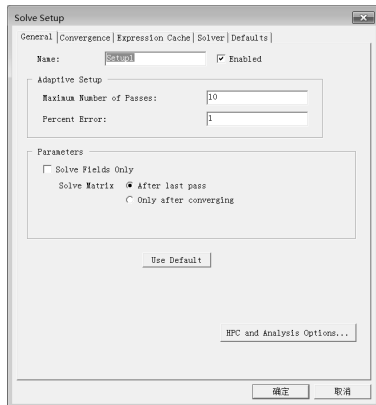 Solve Setup
General | Convergence | Expression Cache | Solver | Defaults |
Name: Setup1 Enabled
Adaptive Setup
Maximum Number of Passes: 10
Percent Error: 1
Parameters
Solve Fields Only
Solve Matrix After last pass
Only after converging
Use Default
HPC and Analysis Options...
确定 取消